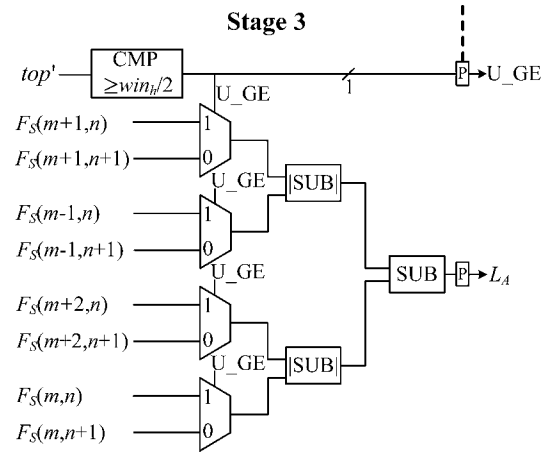 Stage 3
CMP
top' ≥win_h/2 P U_GE
1
U_GE
F_S(m+1,n) 1
F_S(m+1,n+1) 0
|SUB|
U_GE
F_S(m-1,n) 1
F_S(m-1,n+1) 0
SUB P L_A
U_GE
F_S(m+2,n) 1
F_S(m+2,n+1) 0
|SUB|
U_GE
F_S(m,n) 1
F_S(m,n+1) 0